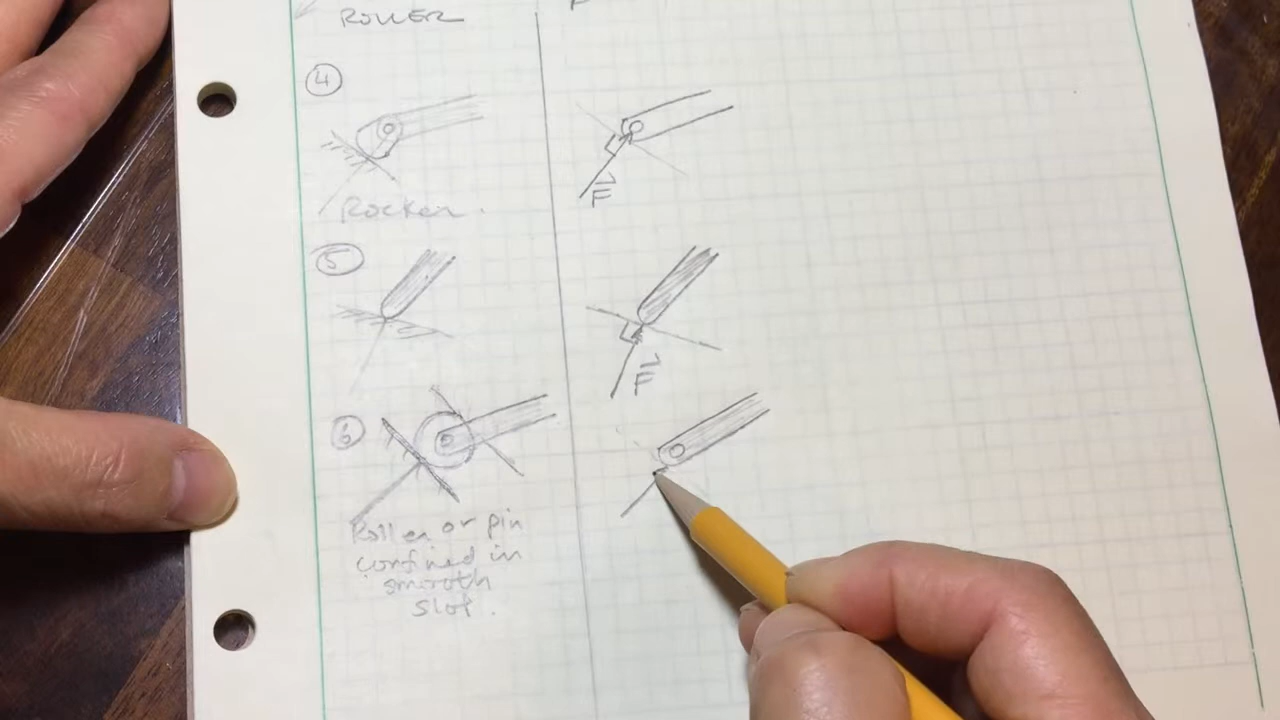 ROLLER
4
F
Rocker.
5
F
6
Roller or pin
confined in
smooth
slot.